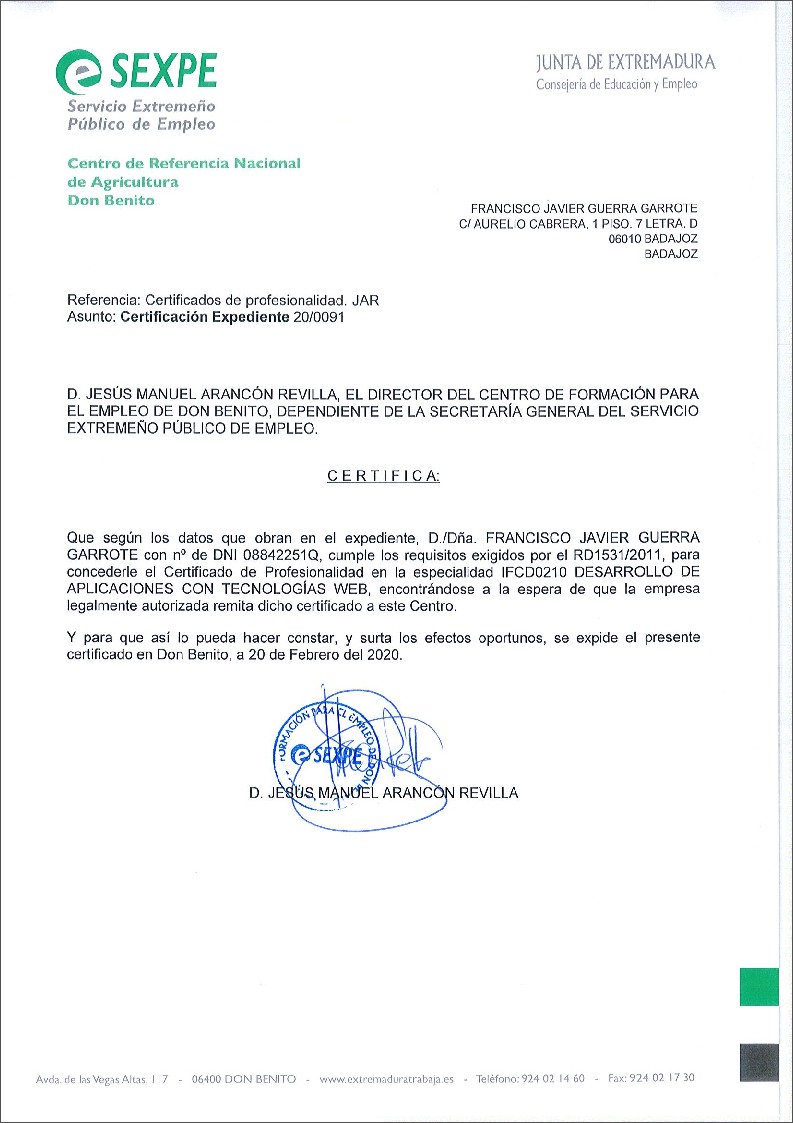 SEXPE
Servicio Extremeño
Público de Empleo
JUNTA DE EXTREMADURA
Consejería de Educación y Empleo
Centro de Referencia Nacional
de Agricultura
Don Benito
FRANCISCO JAVIER GUERRA GARROTE
C/ AURELIO CABRERA, 1 PISO. 7 LETRA. D
06010 BADAJOZ
BADAJOZ
Referencia: Certificados de profesionalidad. JAR
Asunto: Certificación Expediente 20/0091
D. JESÚS MANUEL ARANCÓN REVILLA, EL DIRECTOR DEL CENTRO DE FORMACIÓN PARA
EL EMPLEO DE DON BENITO, DEPENDIENTE DE LA SECRETARÍA GENERAL DEL SERVICIO
EXTREMEÑO PÚBLICO DE EMPLEO.
C E R T I F I C A:
Que según los datos que obran en el expediente, D./Dña. FRANCISCO JAVIER GUERRA
GARROTE con nº de DNI 08842251Q, cumple los requisitos exigidos por el RD1531/2011, para
concederle el Certificado de Profesionalidad en la especialidad IFCD0210 DESARROLLO DE
APLICACIONES CON TECNOLOGÍAS WEB, encontrándose a la espera de que la empresa
legalmente autorizada remita dicho certificado a este Centro.
Y para que así lo pueda hacer constar, y surta los efectos oportunos, se expide el presente
certificado en Don Benito, a 20 de Febrero del 2020.
FORMACIÓN PARA EL EMPLEO DE DON
SEXPE
D. JESÚS MANUEL ARANCÓN REVILLA
Avda. de las Vegas Altas. 1 7 - 06400 DON BENITO - www.extremaduratrabaja.es - Teléfono: 924 02 14 60 - Fax: 924 02 17 30